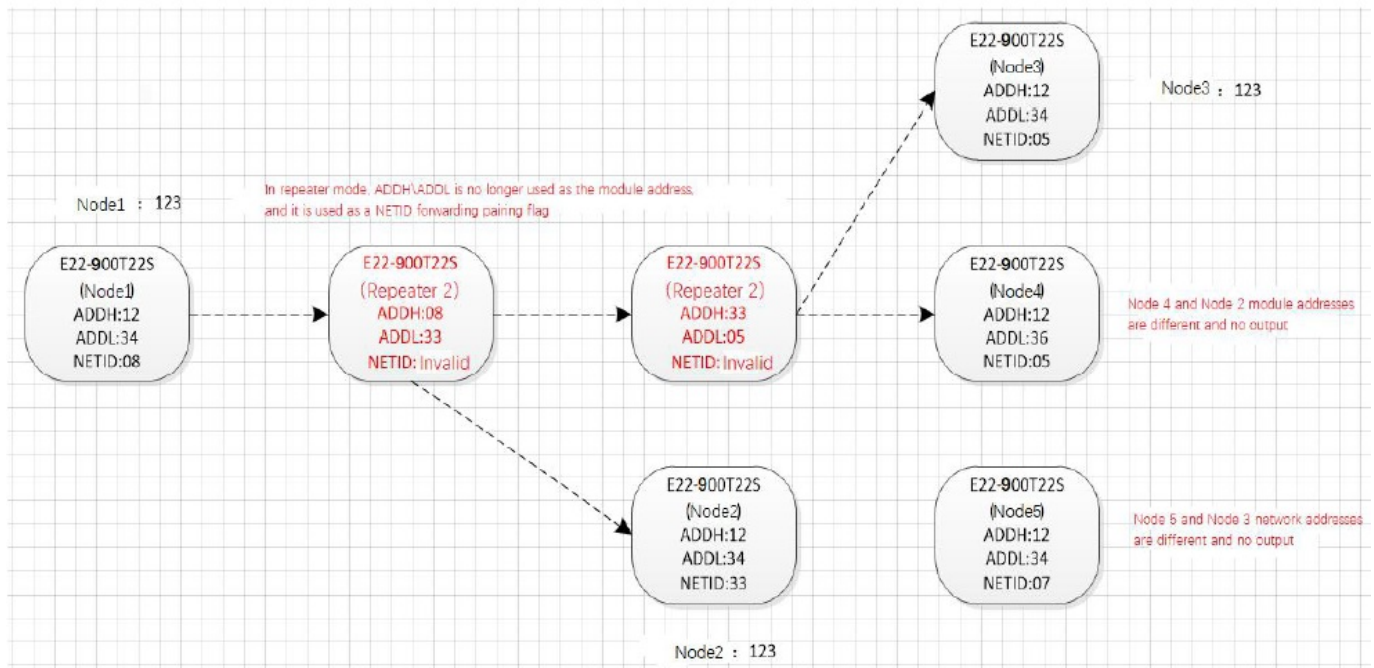 E22-900T22S
(Node3)
ADDH:12
ADDL:34
NETID:05
Node3 : 123
Node1 : 123
In repeater mode, ADDH\ADDL is no longer used as the module address,
and it is used as a NETID forwarding pairing flag
E22-900T22S
(Node1)
ADDH:12
ADDL:34
NETID:08
E22-900T22S
(Repeater 2)
ADDH:08
ADDL:33
NETID: Invalid
E22-900T22S
(Repeater 2)
ADDH:33
ADDL:05
NETID: Invalid
E22-900T22S
(Node4)
ADDH:12
ADDL:36
NETID:05
Node 4 and Node 2 module addresses
are different and no output
E22-900T22S
(Node2)
ADDH:12
ADDL:34
NETID:33
E22-900T22S
(Node5)
ADDH:12
ADDL:34
NETID:07
Node 5 and Node 3 network addresses
are different and no output
Node2 : 123